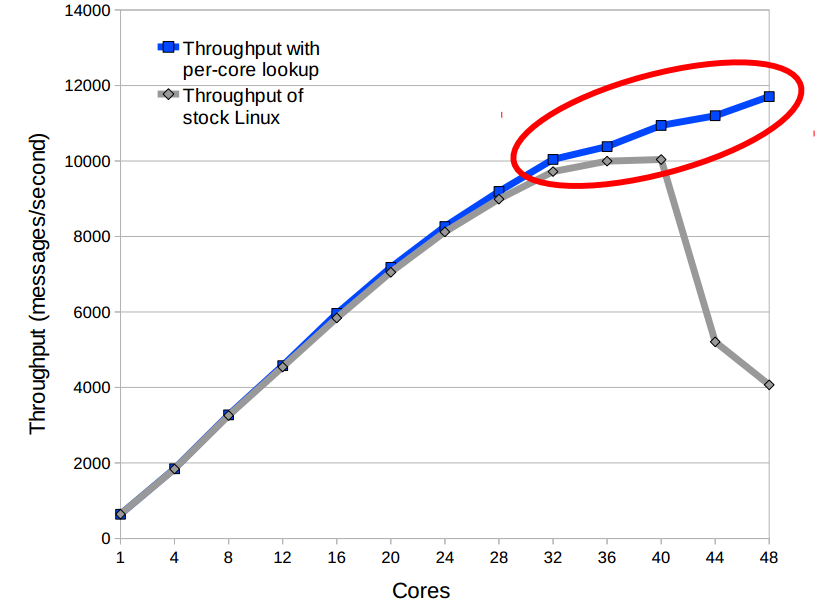 14000
12000
10000
8000
6000
4000
2000
0
Throughput with
per-core lookup
Throughput of
stock Linux
Throughput (messages/second)
1 4 8 12 16 20 24 28 32 36 40 44 48
Cores